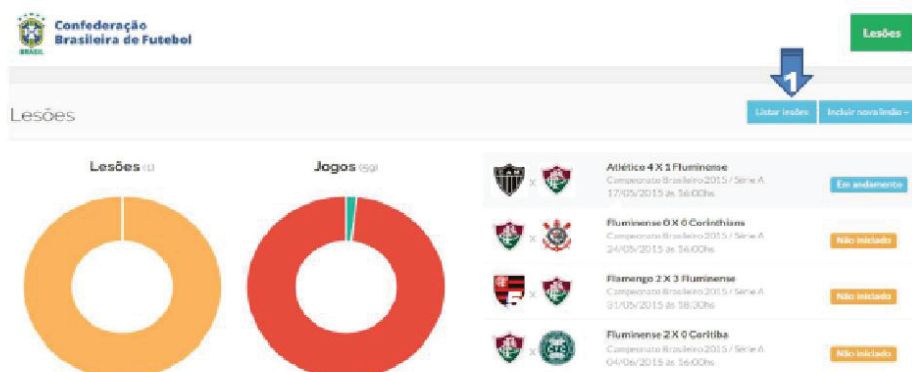 Confederação
Brasileira de Futebol
BRASIL
Lesões
1
Lesões
Listar lesões
Incluir nova lesão
Lesões (1)
Jogos (59)
CAM
Atlético 4 X 1 Fluminense
Campeonato Brasileiro 2015 / Série A
17/05/2015 às 16:00hs
Em andamento
Fluminense 0 X 0 Corinthians
Campeonato Brasileiro 2015 / Série A
24/05/2015 às 16:00hs
Não iniciado
Flamengo 2 X 3 Fluminense
Campeonato Brasileiro 2015 / Série A
31/05/2015 às 18:30hs
Não iniciado
Fluminense 2 X 0 Coritiba
Campeonato Brasileiro 2015 / Série A
04/06/2015 às 16:00hs
Não iniciado